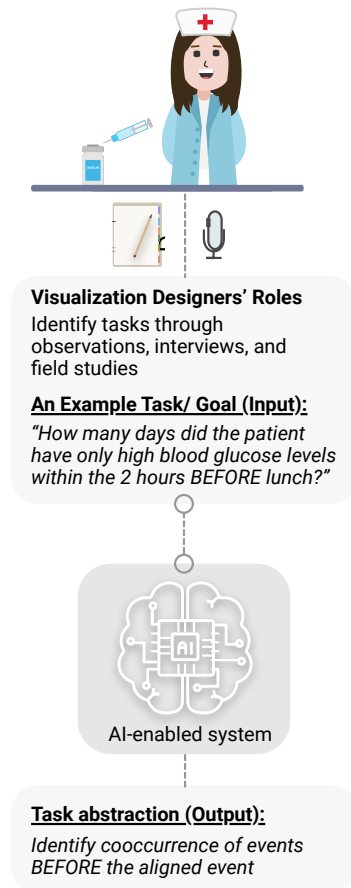 Visualization Designers' Roles
Identify tasks through
observations, interviews, and
field studies
An Example Task/ Goal (Input):
“How many days did the patient
have only high blood glucose levels
within the 2 hours BEFORE lunch?”
AI
AI-enabled system
Task abstraction (Output):
Identify cooccurrence of events
BEFORE the aligned event